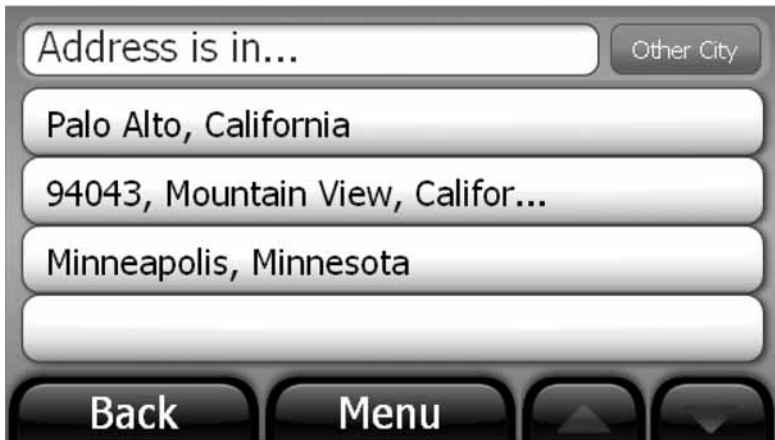 Address is in...
Other City
Palo Alto, California
94043, Mountain View, Califor...
Minneapolis, Minnesota
Back
Menu